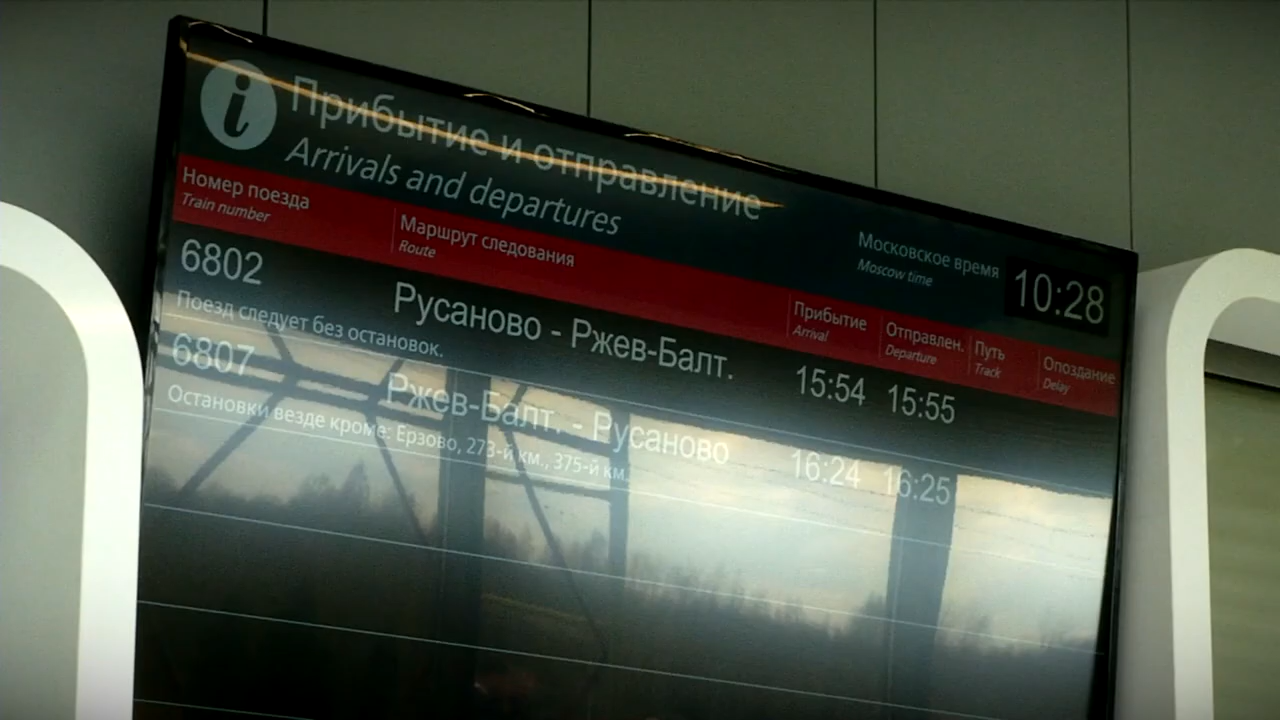 i Прибытие и отправление
Arrivals and departures
Московское время 10:28
Moscow time
Номер поезда Маршрут следования Прибытие Отправлен. Путь Опоздание
Train number Route Arrival Departure Track Delay
6802 Русаново - Ржев-Балт. 15:54 15:55
Поезд следует без остановок.
6807 Ржев-Балт. - Русаново 16:24 16:25
Остановки везде кроме: Ерзово, 273-й км., 375-й км.